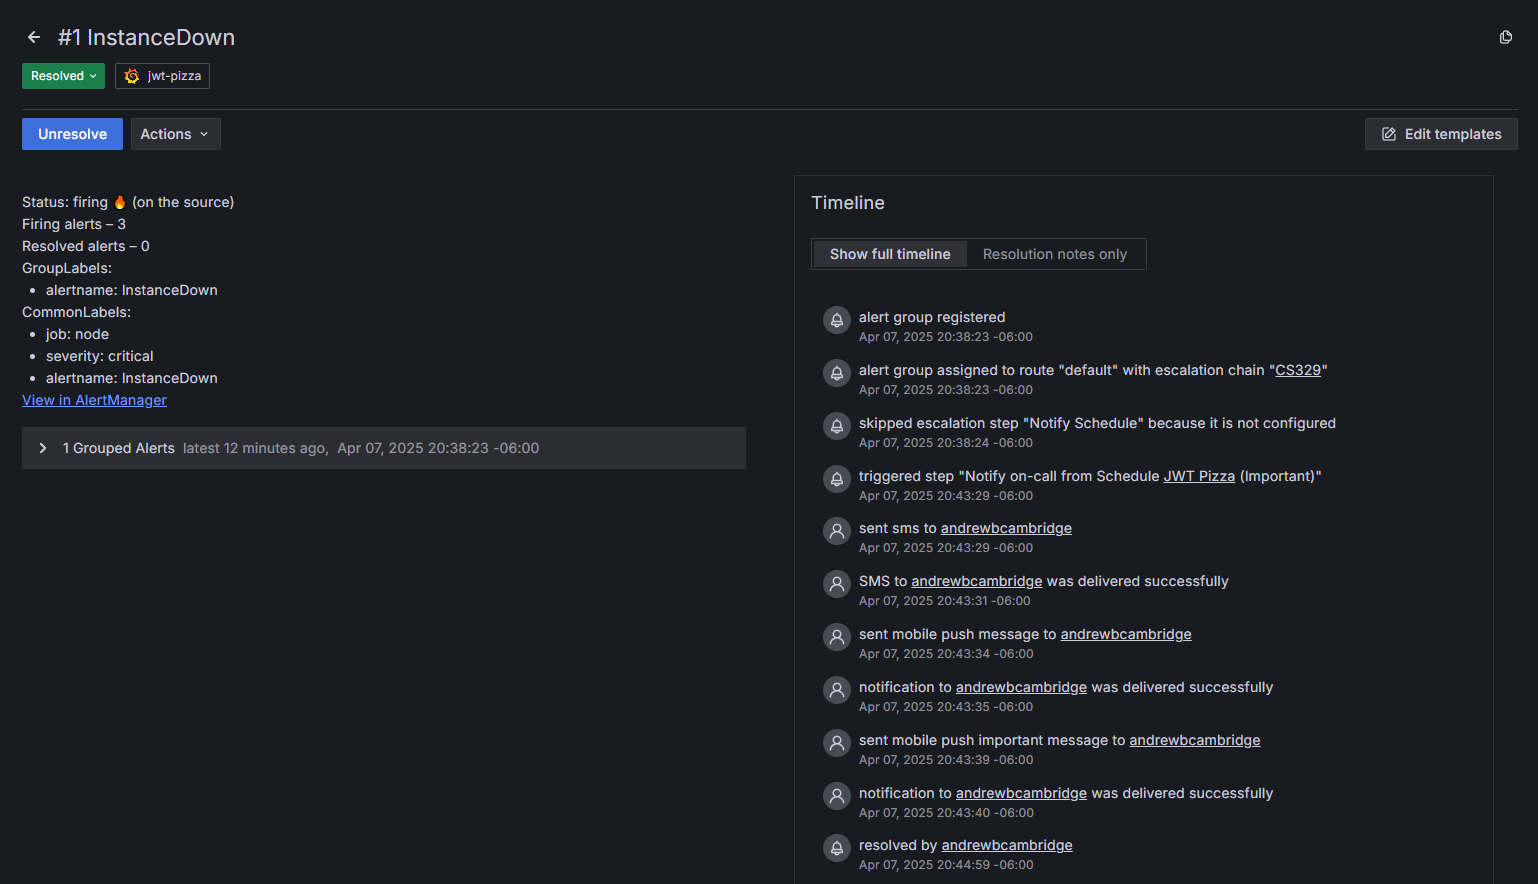 #1 InstanceDown
Resolved
jwt-pizza
Unresolve
Actions
Edit templates
Status: firing 🔥 (on the source)
Firing alerts – 3
Resolved alerts – 0
GroupLabels:
• alertname: InstanceDown
CommonLabels:
• job: node
• severity: critical
• alertname: InstanceDown
View in AlertManager
1 Grouped Alerts latest 12 minutes ago, Apr 07, 2025 20:38:23 -06:00
Timeline
Show full timeline
Resolution notes only
alert group registered
Apr 07, 2025 20:38:23 -06:00
alert group assigned to route "default" with escalation chain "CS329"
Apr 07, 2025 20:38:23 -06:00
skipped escalation step "Notify Schedule" because it is not configured
Apr 07, 2025 20:38:24 -06:00
triggered step "Notify on-call from Schedule JWT Pizza (Important)"
Apr 07, 2025 20:43:29 -06:00
sent sms to andrewbcambridge
Apr 07, 2025 20:43:29 -06:00
SMS to andrewbcambridge was delivered successfully
Apr 07, 2025 20:43:31 -06:00
sent mobile push message to andrewbcambridge
Apr 07, 2025 20:43:34 -06:00
notification to andrewbcambridge was delivered successfully
Apr 07, 2025 20:43:35 -06:00
sent mobile push important message to andrewbcambridge
Apr 07, 2025 20:43:39 -06:00
notification to andrewbcambridge was delivered successfully
Apr 07, 2025 20:43:40 -06:00
resolved by andrewbcambridge
Apr 07, 2025 20:44:59 -06:00